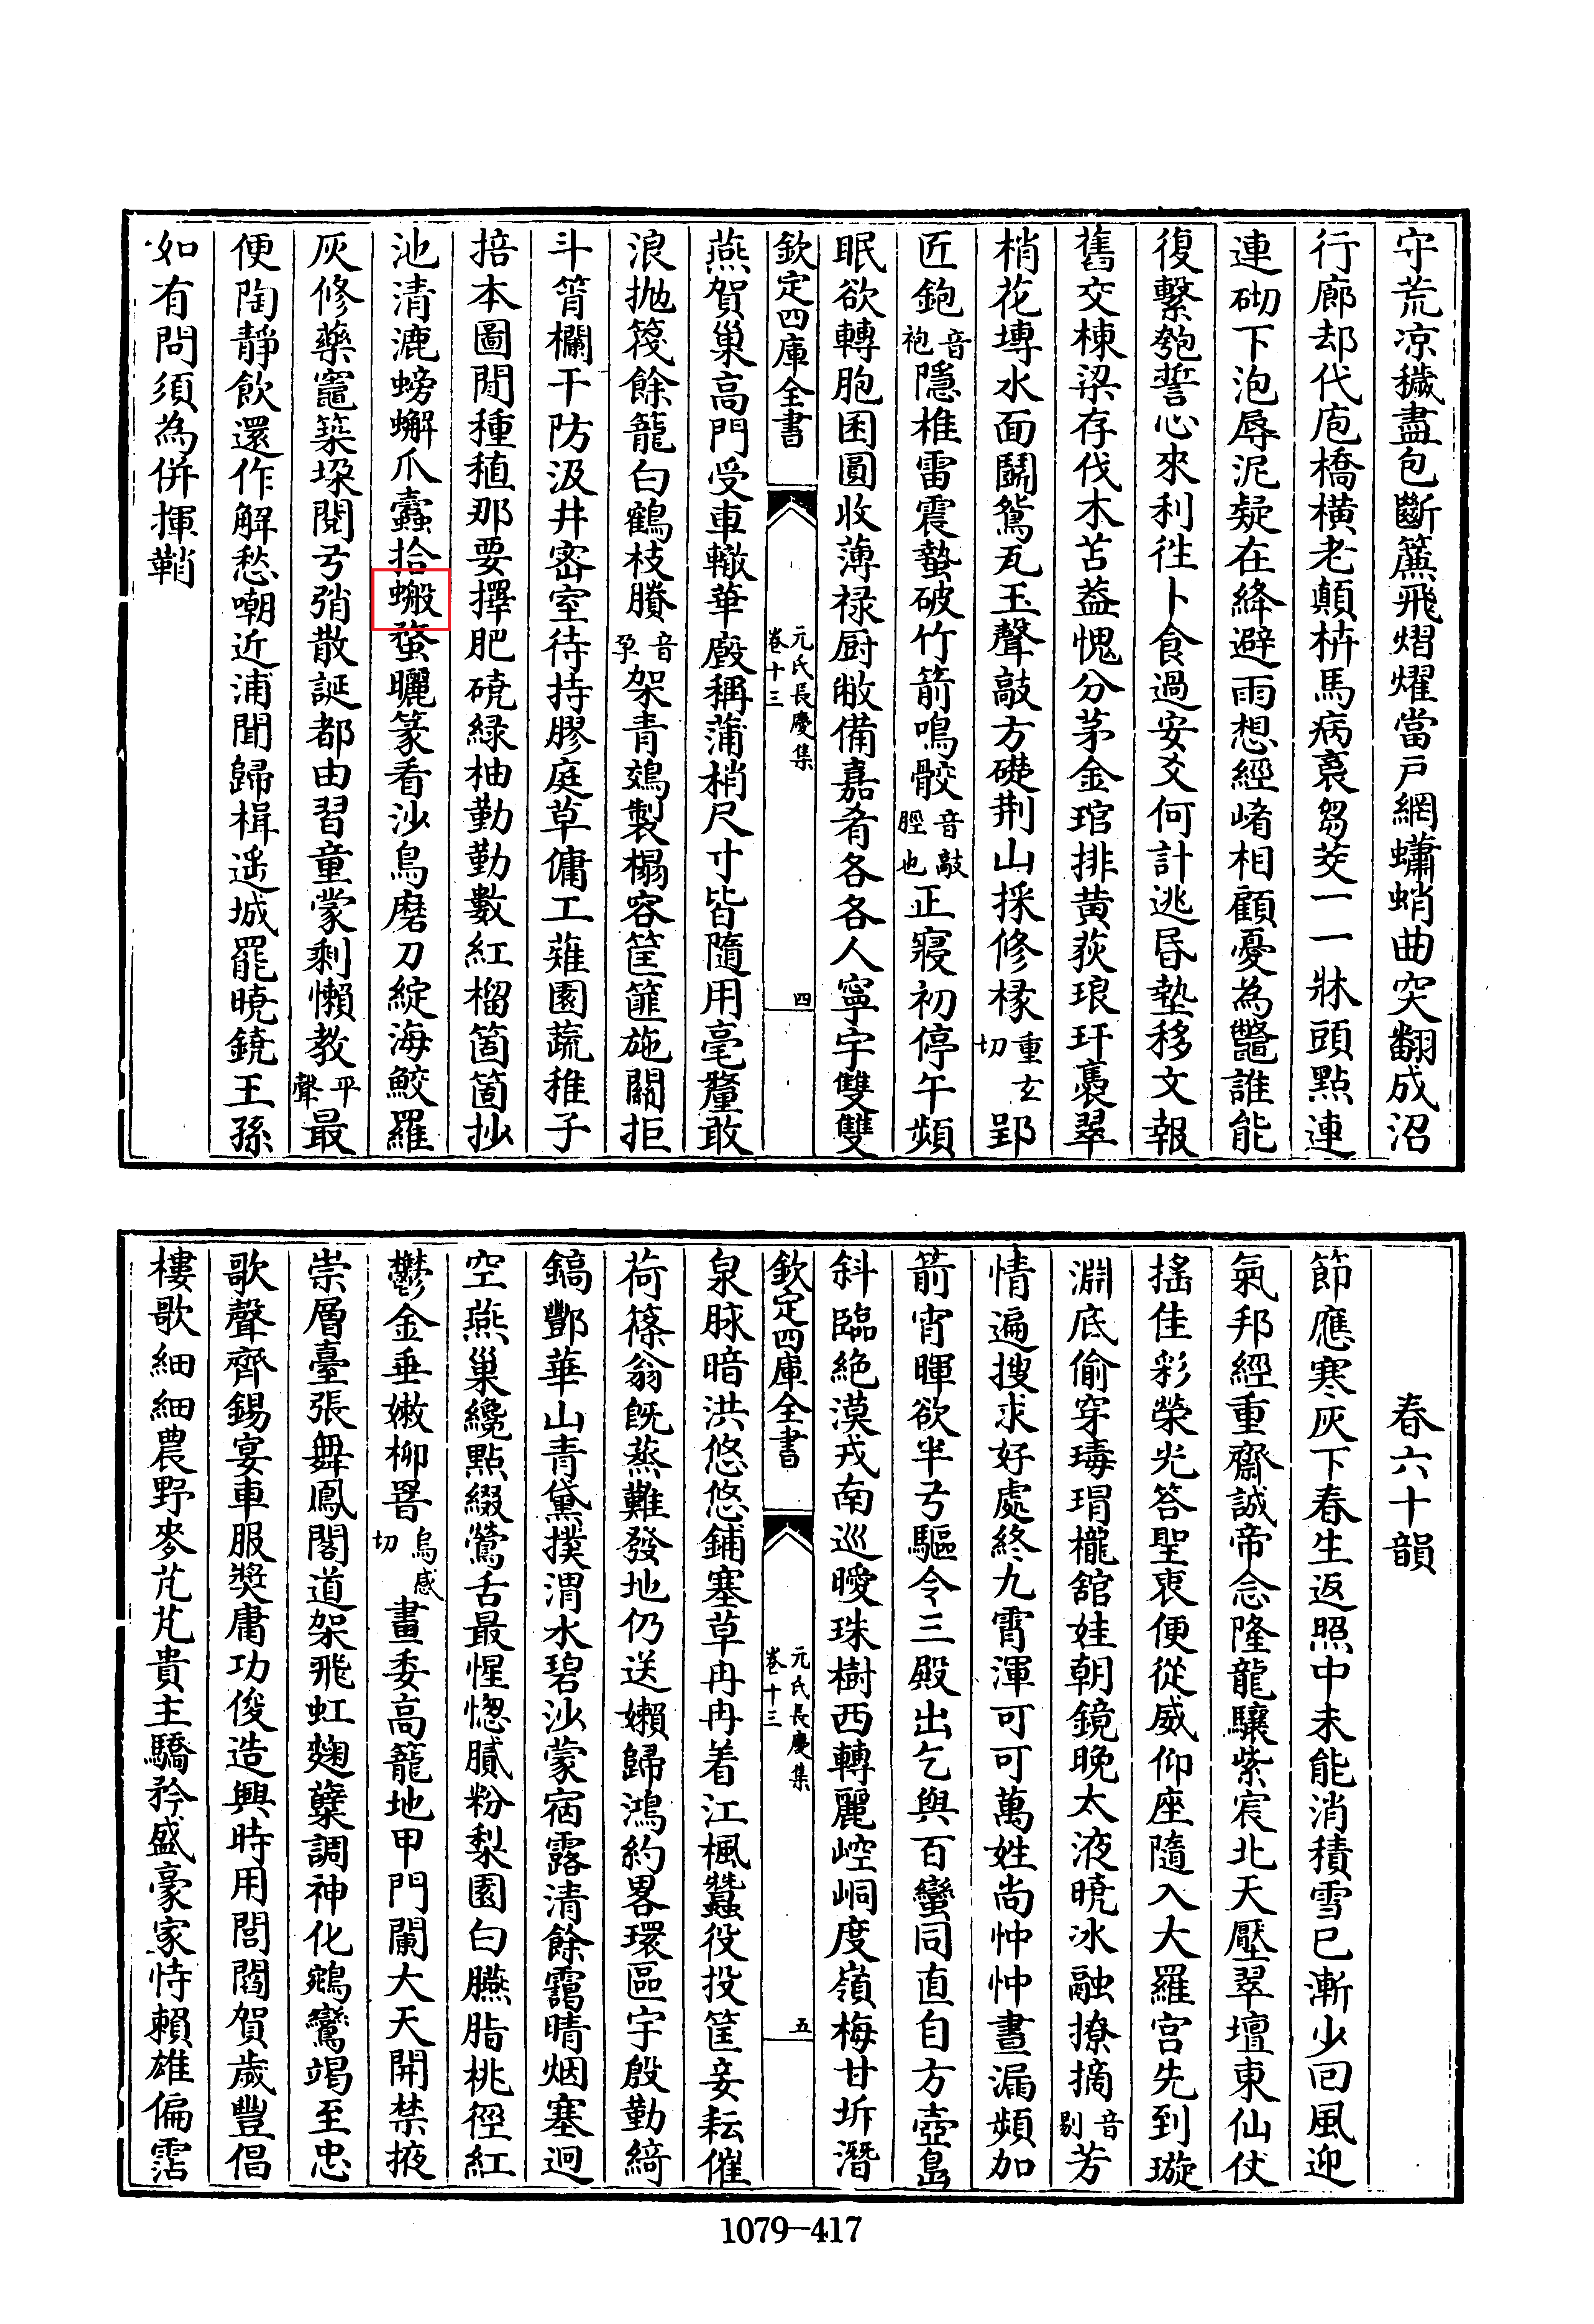 守荒凉穢盡包斷簾飛熠燿當戶網蠨蛸曲突翻成沼
行廊却代庖橋橫老顛枿馬病裛芻茭一一牀頭點連
連砌下泡辱泥疑在絳避雨想經崤相顧憂為鼈誰能
復繫匏誓心來利徃卜食過安爻何計逃昬墊移文報
舊交棟梁存伐木苫葢愧分茅金琯排黃荻琅玕裛翠
梢花塼水面鬭鴛瓦玉聲敲方礎荆山採修椽重玄切郢
匠鉋音袍隱椎雷震蟄破竹箭鳴骹音敲脛也正寢初停午頻
眠欲轉胞囷圓收薄禄厨敝備嘉肴各各人寧宇雙雙
欽定四庫全書
元氏長慶集
卷十三
四
燕賀巢高門受車轍華廐稱蒲梢尺寸皆隨用毫釐敢
浪抛篾餘籠白鶴枝賸音孕架青鵁製榻容筐篚施關拒
斗筲欄干防汲井宻室待持膠庭草傭工薙園蔬稚子
掊本圖閒種植那要擇肥磽緑柚勤勤數紅榴箇箇抄
池清漉螃蠏爪蠹拾蝂蝥曬篆看沙鳥磨刀綻海鮫羅
灰修藥竈築垜閱弓弰散誕都由習童蒙剩懶教平聲最
便陶靜飲還作解愁嘲近浦聞歸楫遥城罷曉鐃王孫
如有問須為併揮鞘
春六十韻
節應寒灰下春生返照中未能消積雪已漸少回風迎
氣邦經重齋誠帝念隆龍驤紫宸北天壓翠壇東仙仗
摇佳彩榮光答聖衷便從威仰座隨入大羅宫先到璇
淵底偷穿瑇瑁櫳舘娃朝鏡晚太液曉冰融撩摘音剔芳
情遍搜求好處終九霄渾可可萬姓尚忡忡晝漏頻加
箭宵暉欲半弓驅令三殿出乞與百蠻同直自方壺島
斜臨絶漠戎南巡曖珠樹西轉麗崆峒度嶺梅甘坼潛
欽定四庫全書
元氏長慶集
卷十三
五
泉脉暗洪悠悠鋪塞草冉冉着江楓蠶役投筐妾耘催
荷篠翁旣蒸難發地仍送嬾歸鴻約畧環區宇殷勤綺
鎬酆華山青黛撲渭水碧沙蒙宿露清餘靄晴烟塞迥
空燕巢纔點綴鶯舌最惺惚膩粉梨園白臙脂桃徑紅
鬱金垂嫩柳罯烏感切畫委高籠地甲門闌大天開禁掖
崇層臺張舞鳳閣道架飛虹麹糵調神化鵷鸞竭至忠
歌聲齊錫宴車服奬庸功俊造興時用閭閻賀歲豐倡
樓歌細細農野麥芃芃貴主驕矜盛豪家恃賴雄偏霑
1079-417